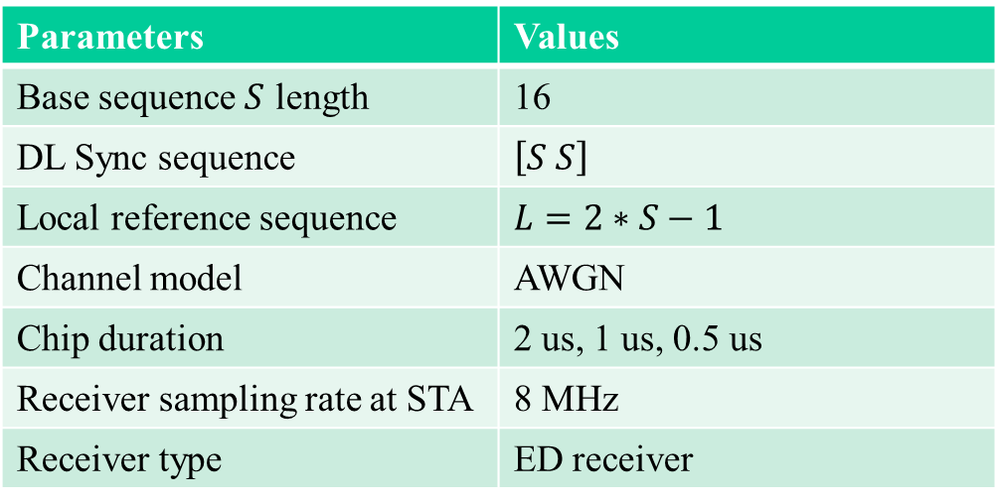 Parameters Values
Base sequence S length 16
DL Sync sequence [S S]
Local reference sequence L = 2 ∗ S − 1
Channel model AWGN
Chip duration 2 us, 1 us, 0.5 us
Receiver sampling rate at STA 8 MHz
Receiver type ED receiver